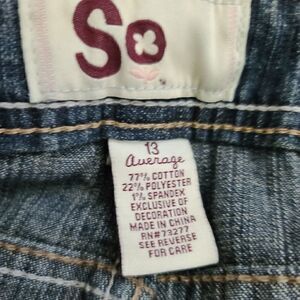 So
13
average
77% COTTON
22% POLYESTER
1% SPANDEX
EXCLUSIVE OF
DECORATION
MADE IN CHINA
RN#73277
SEE REVERSE
FOR CARE